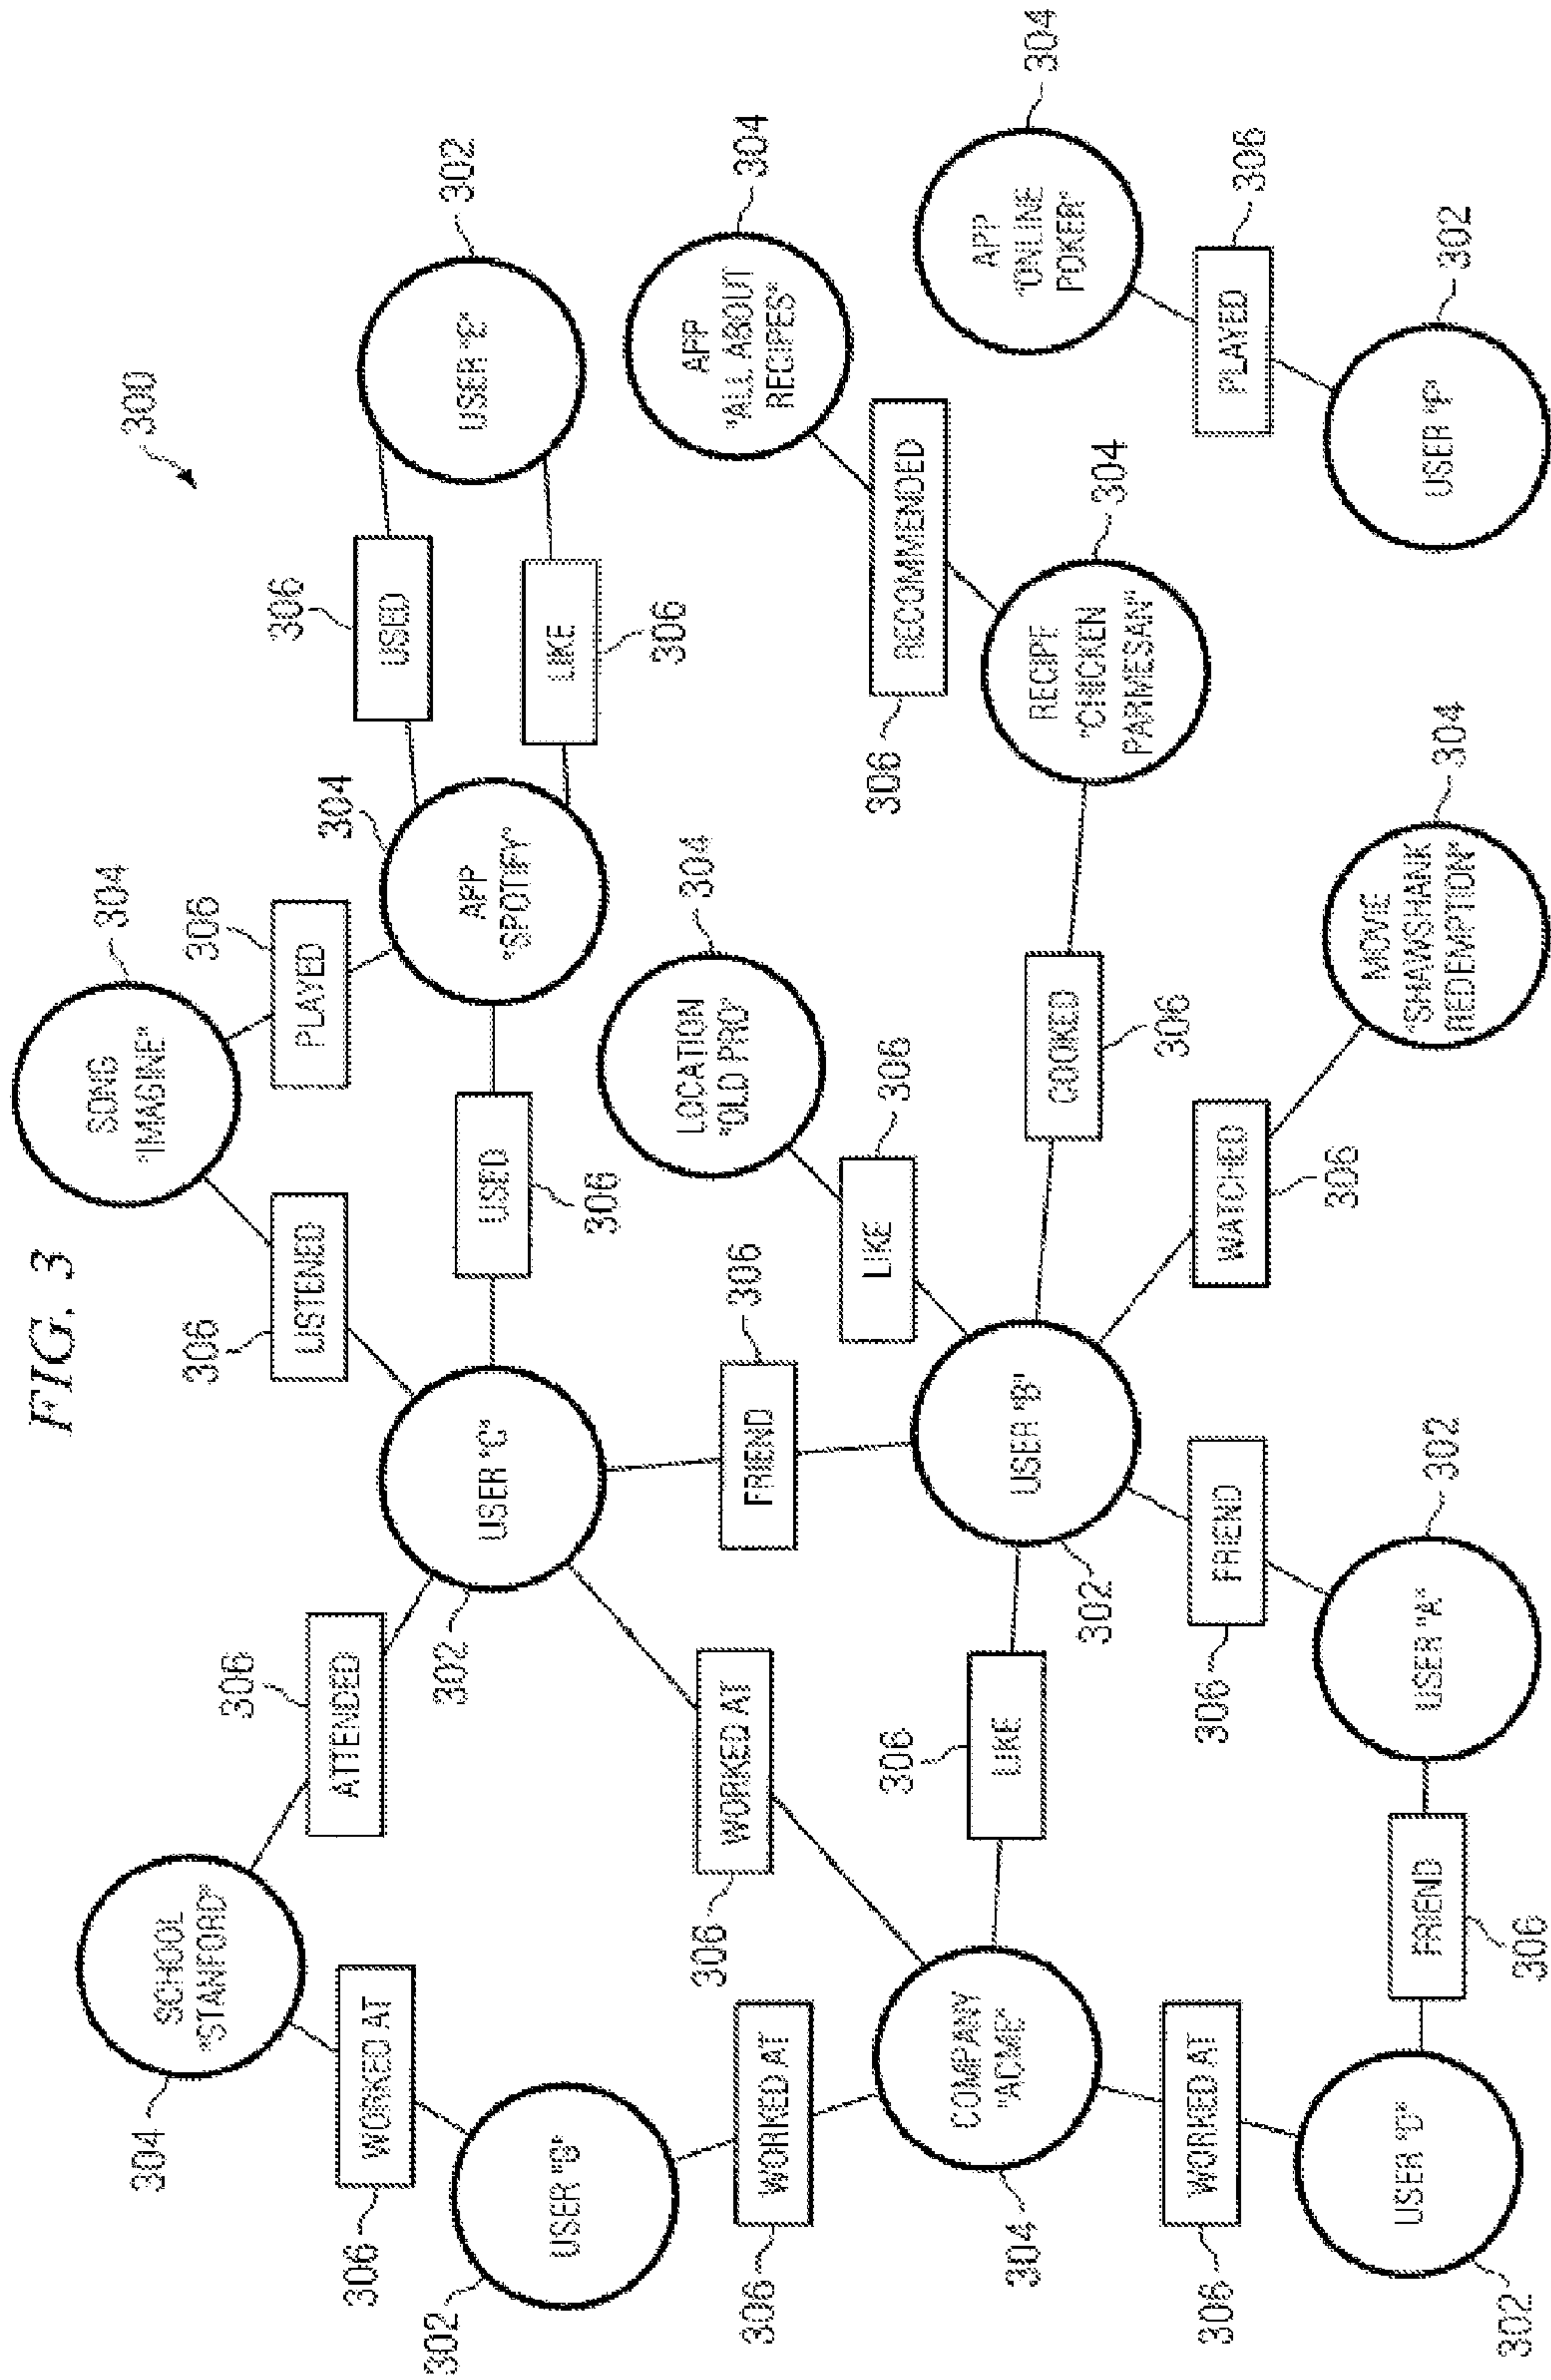 FIG. 3
300
SONG
"IMAGINE"
304
SCHOOL
"STANFORD"
304
306
LISTENED
306
PLAYED
306
ATTENDED
306
USED
306
WORKED AT
304
302
USER "E"
302
USER "G"
302
USER "C"
USED
306
APP
"SPOTIFY"
LIKE
306
306
WORKED AT
306
WORKED AT
FRIEND
306
LOCATION
"OLD PRO"
304
APP
"ALL ABOUT
RECIPES"
304
LIKE
306
306
RECOMMENDED
COMPANY
"ACME"
304
306
LIKE
USER "B"
302
COOKED
306
RECIPE
"CHICKEN
PARMESAN"
304
APP
"ONLINE
POKER"
304
WORKED AT
306
FRIEND
306
WATCHED
306
PLAYED
306
USER "D"
302
FRIEND
306
USER "A"
302
MOVIE
"SHAWSHANK
REDEMPTION"
304
USER "F"
302